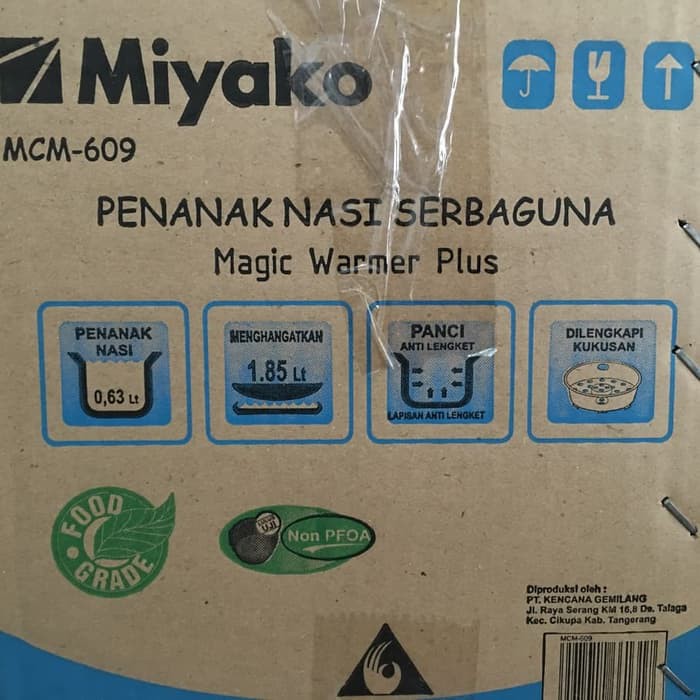 Miyako
MCM-609
PENANAK NASI SERBAGUNA
Magic Warmer Plus
PENANAK
NASI
0,63 Lt
MENGHANGATKAN
1.85 Lt
PANCI
ANTI LENGKET
LAPISAN ANTI LENGKET
DILENGKAPI
KUKUSAN
FOOD
GRADE
Non PFOA
Diproduksi oleh :
PT. KENCANA GEMILANG
Jl. Raya Serang KM 16,8 Ds. Talaga
Kec. Cikupa Kab. Tangerang
MCM-609